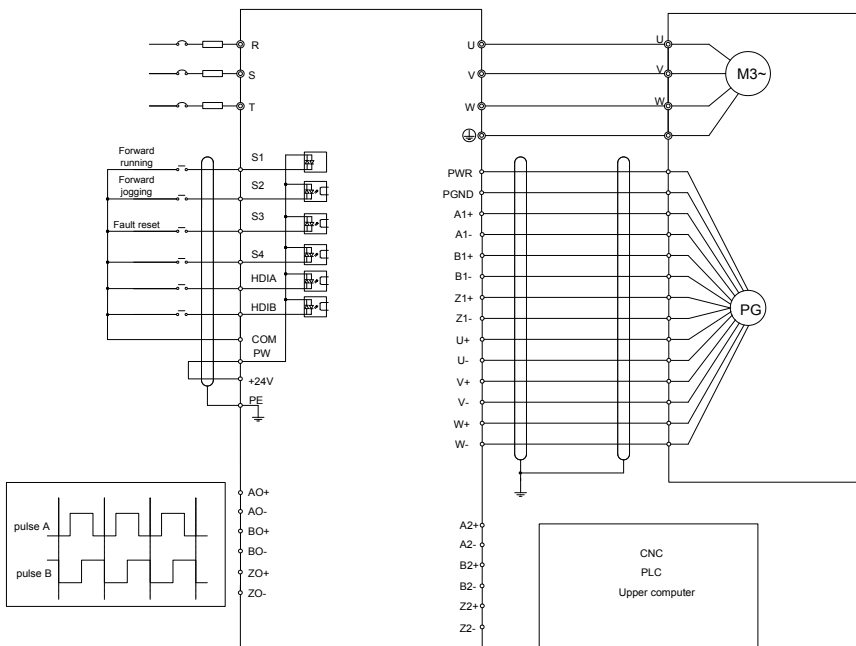 R
S
T
Forward
running
Forward
jogging
Fault reset
S1
S2
S3
S4
HDIA
HDIB
COM
PW
+24V
PE
pulse A
pulse B
AO+
AO-
BO+
BO-
ZO+
ZO-
U
V
W
U
V
W
M3~
PWR
PGND
A1+
A1-
B1+
B1-
Z1+
Z1-
U+
U-
V+
V-
W+
W-
PG
A2+
A2-
B2+
B2-
Z2+
Z2-
CNC
PLC
Upper computer